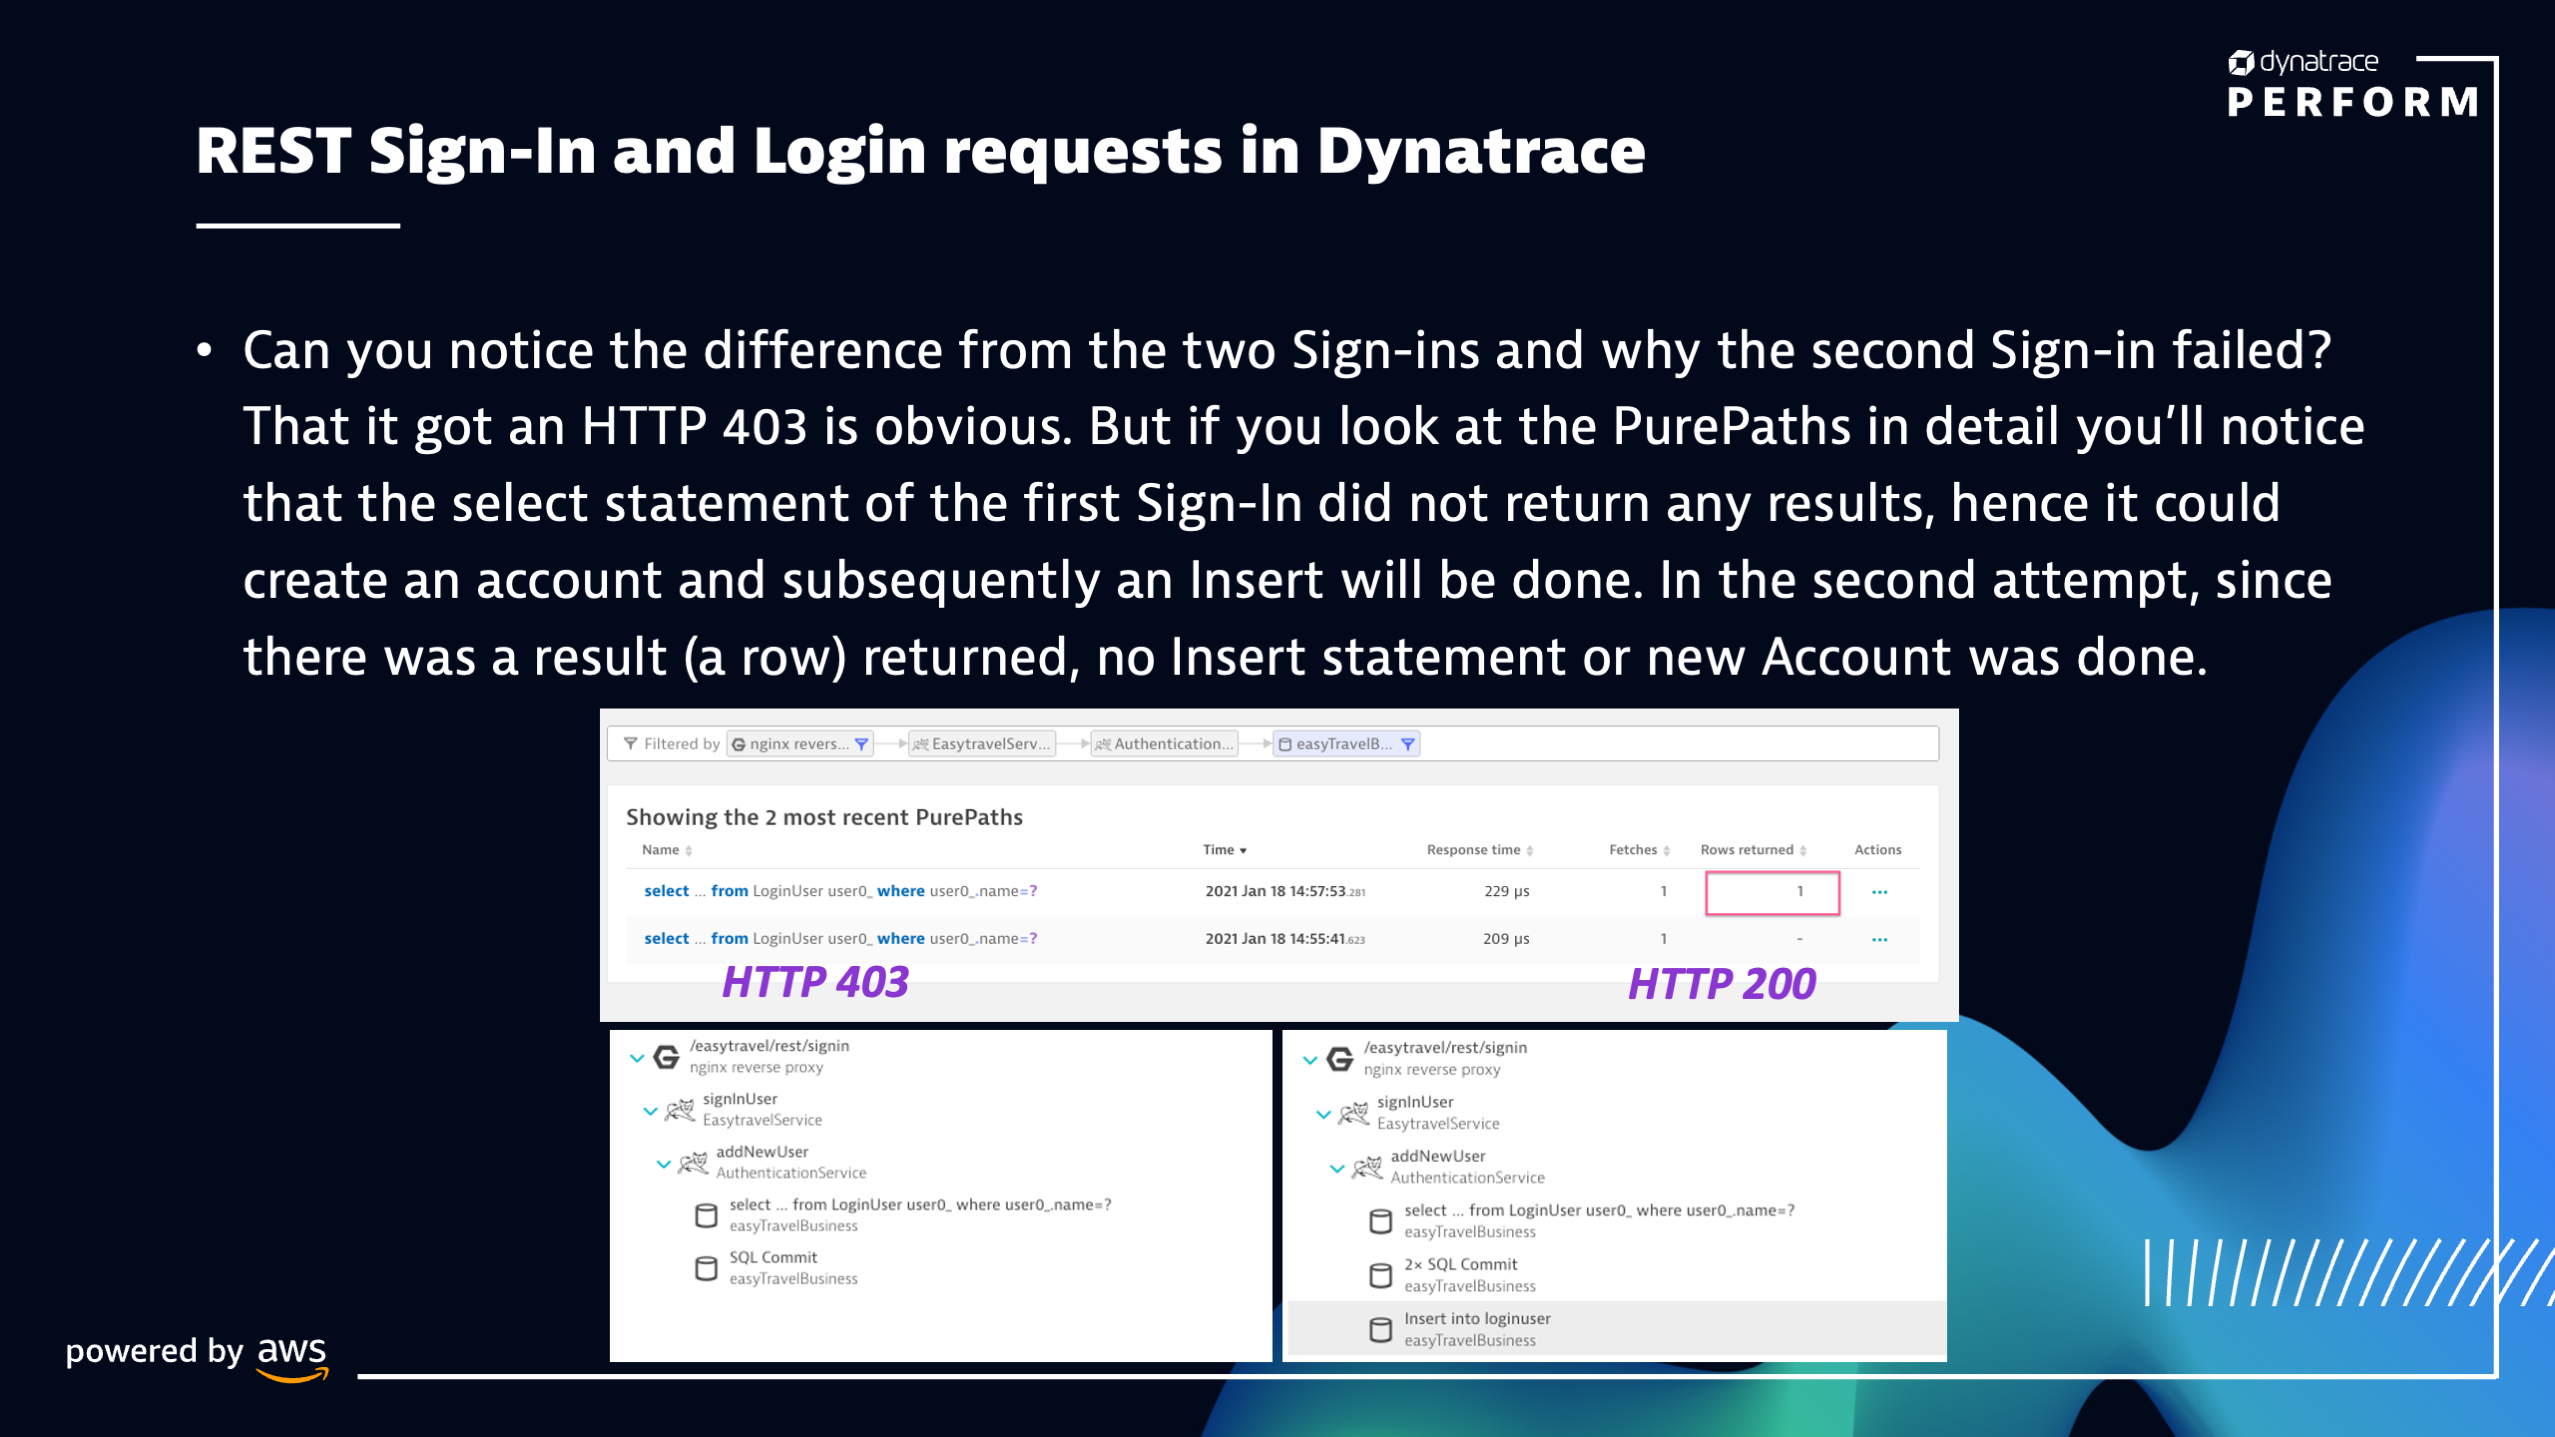 dynatrace
PERFORM
REST Sign-In and Login requests in Dynatrace
• Can you notice the difference from the two Sign-ins and why the second Sign-in failed?
That it got an HTTP 403 is obvious. But if you look at the PurePaths in detail you’ll notice
that the select statement of the first Sign-In did not return any results, hence it could
create an account and subsequently an Insert will be done. In the second attempt, since
there was a result (a row) returned, no Insert statement or new Account was done.
Filtered by nginx revers... EasytravelServ... Authentication... easyTravelB...
Showing the 2 most recent PurePaths
Name Time Response time Fetches Rows returned Actions
select ... from LoginUser user0_ where user0_.name=? 2021 Jan 18 14:57:53.281 229 µs 1 1 ...
select ... from LoginUser user0_ where user0_.name=? 2021 Jan 18 14:55:41.623 209 µs 1 - ...
HTTP 403 HTTP 200
/easytravel/rest/signin
nginx reverse proxy
signInUser
EasytravelService
addNewUser
AuthenticationService
select ... from LoginUser user0_ where user0_.name=?
easyTravelBusiness
SQL Commit
easyTravelBusiness
/easytravel/rest/signin
nginx reverse proxy
signInUser
EasytravelService
addNewUser
AuthenticationService
select ... from LoginUser user0_ where user0_.name=?
easyTravelBusiness
2× SQL Commit
easyTravelBusiness
Insert into loginuser
easyTravelBusiness
powered by aws